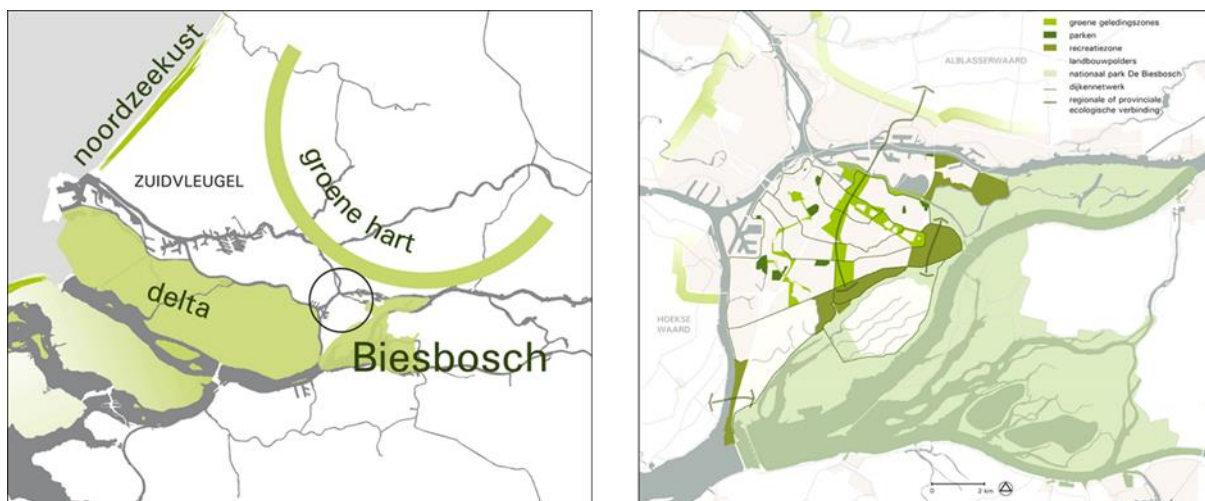 noordzeekust
ZUIDVLEUGEL
groene hart
delta
Biesbosch
groene geledingszones
parken
recreatiezone
landbouwpolders
nationaal park De Biesbosch
dijkennetwerk
regionale of provinciale
ecologische verbinding
ALBLASSERWAARD
HOEKSE
WAARD
0 2 km